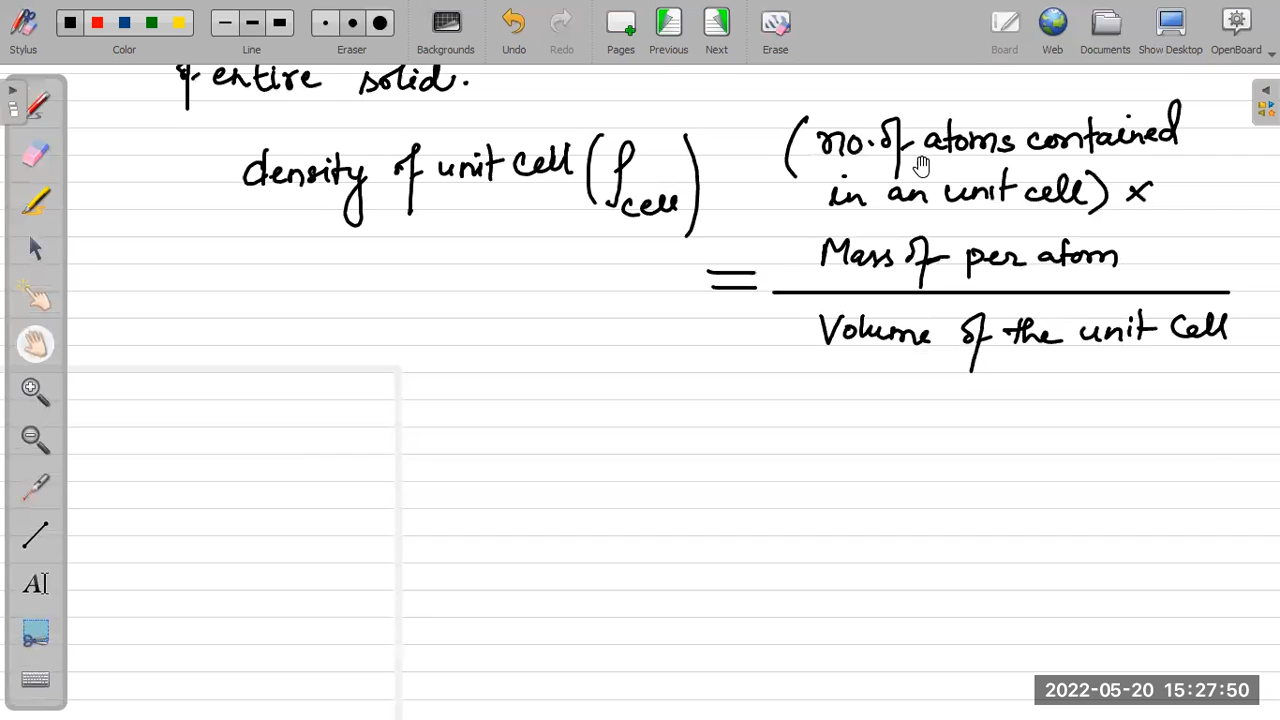 Stylus Color Line Eraser Backgrounds Undo Redo Pages Previous Next Erase Board Web Documents Show Desktop OpenBoard
entire solid.
density of unit cell (ρcell)
(no. of atoms contained
in an unit cell) ×
Mass of per atom
=
Volume of the unit cell
2022-05-20 15:27:50